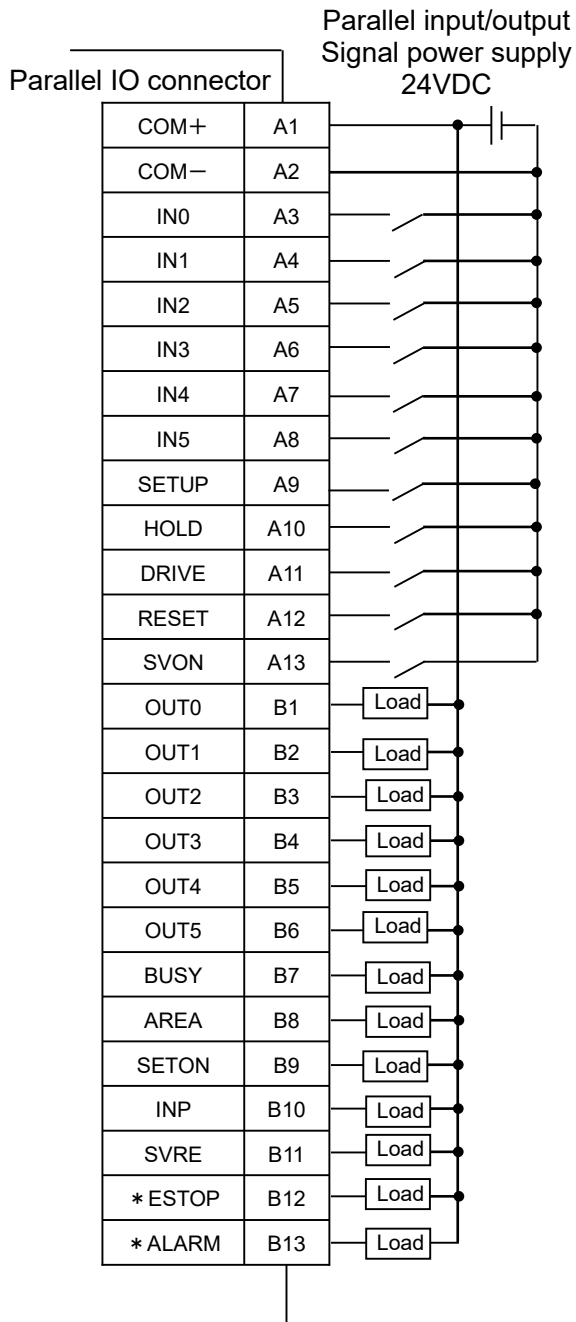 Parallel input/output
Signal power supply
24VDC
Parallel IO connector
COM+ A1
COM− A2
IN0 A3
IN1 A4
IN2 A5
IN3 A6
IN4 A7
IN5 A8
SETUP A9
HOLD A10
DRIVE A11
RESET A12
SVON A13
OUT0 B1 Load
OUT1 B2 Load
OUT2 B3 Load
OUT3 B4 Load
OUT4 B5 Load
OUT5 B6 Load
BUSY B7 Load
AREA B8 Load
SETON B9 Load
INP B10 Load
SVRE B11 Load
*ESTOP B12 Load
*ALARM B13 Load